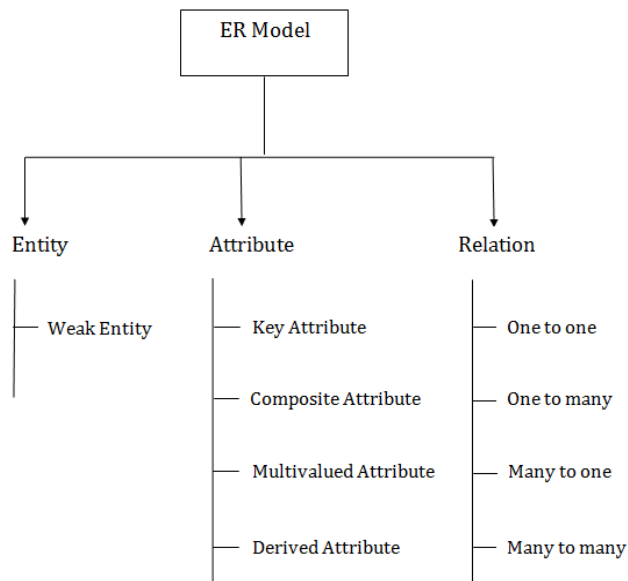 ER Model
Entity
Attribute
Relation
Weak Entity
Key Attribute
One to one
Composite Attribute
One to many
Multivalued Attribute
Many to one
Derived Attribute
Many to many